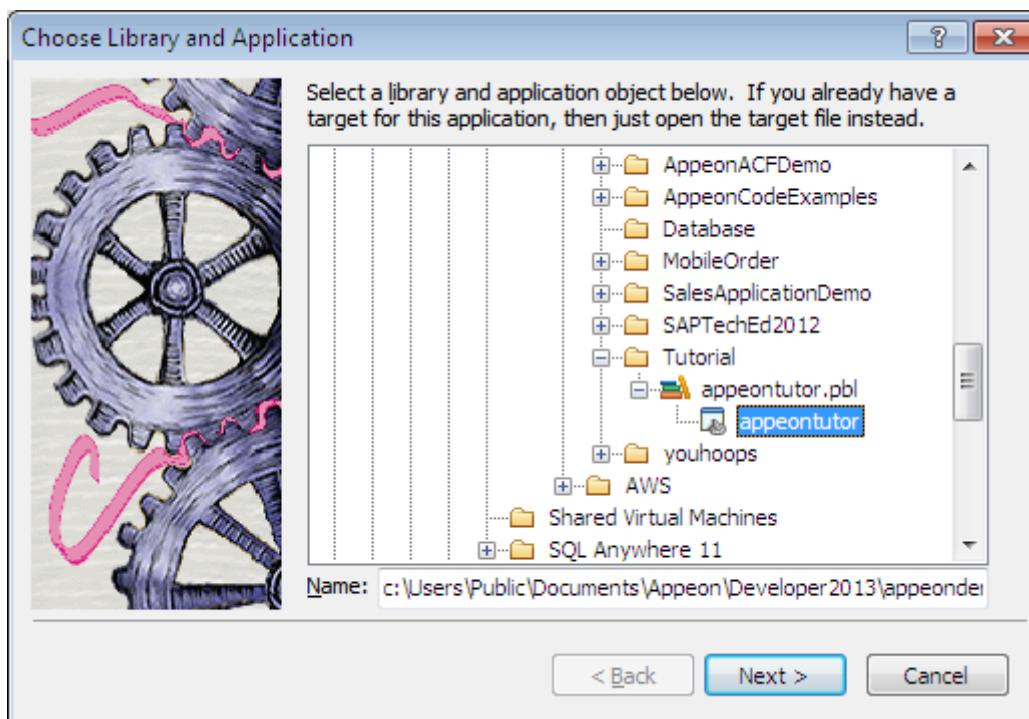 Choose Library and Application
Select a library and application object below.  If you already have a
target for this application, then just open the target file instead.
AppeonACFDemo
AppeonCodeExamples
Database
MobileOrder
SalesApplicationDemo
SAPTechEd2012
Tutorial
appeontutor.pbl
appeontutor
youhoops
AWS
Shared Virtual Machines
SQL Anywhere 11
Name: c:\Users\Public\Documents\Appeon\Developer2013\appeonder
< Back Next > Cancel